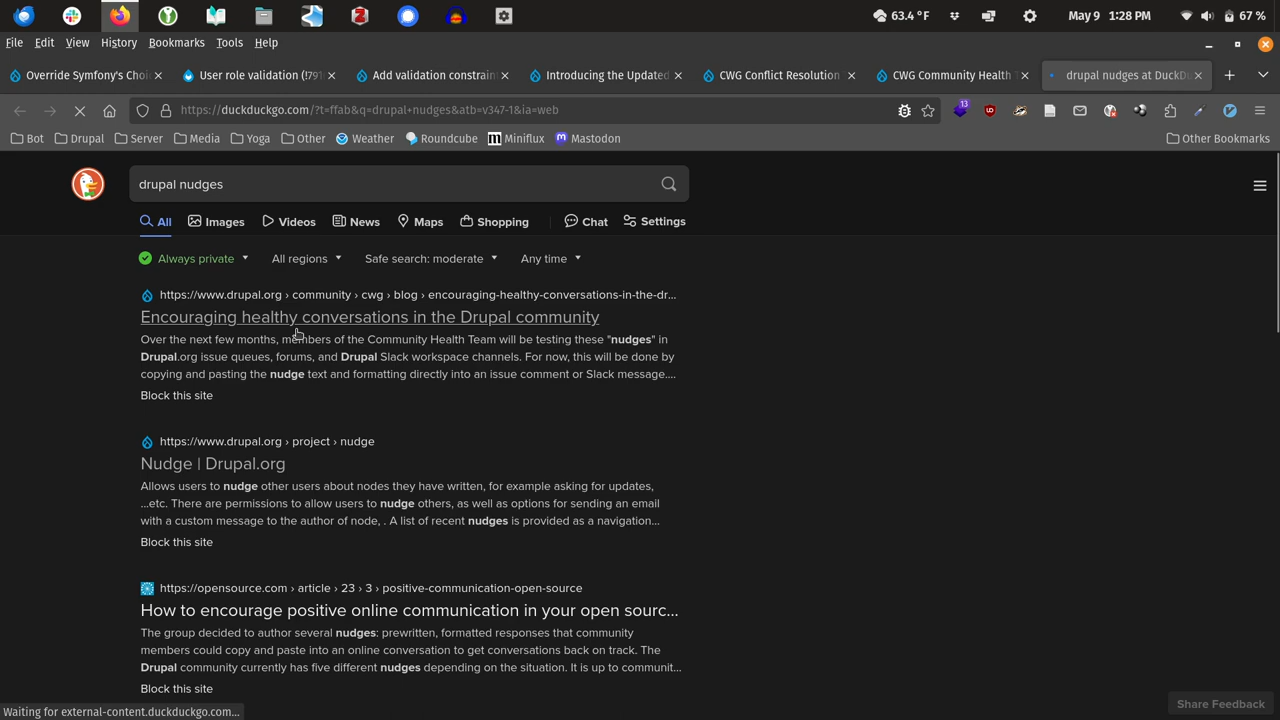 63.4 °F
May 9 1:28 PM
67 %
File Edit View History Bookmarks Tools Help
Override Symfony's Choi
User role validation (!791
Add validation constrain
Introducing the Updated
CWG Conflict Resolution
CWG Community Health T
drupal nudges at DuckDu
https://duckduckgo.com/?t=ffab&q=drupal+nudges&atb=v347-1&ia=web
13
Bot Drupal Server Media Yoga Other Weather Roundcube Miniflux Mastodon Other Bookmarks
drupal nudges
All Images Videos News Maps Shopping Chat Settings
Always private All regions Safe search: moderate Any time
https://www.drupal.org › community › cwg › blog › encouraging-healthy-conversations-in-the-dr...
Encouraging healthy conversations in the Drupal community
Over the next few months, members of the Community Health Team will be testing these "nudges" in
Drupal.org issue queues, forums, and Drupal Slack workspace channels. For now, this will be done by
copying and pasting the nudge text and formatting directly into an issue comment or Slack message....
Block this site
https://www.drupal.org › project › nudge
Nudge | Drupal.org
Allows users to nudge other users about nodes they have written, for example asking for updates,
...etc. There are permissions to allow users to nudge others, as well as options for sending an email
with a custom message to the author of node, . A list of recent nudges is provided as a navigation...
Block this site
https://opensource.com › article › 23 › 3 › positive-communication-open-source
How to encourage positive online communication in your open sourc...
The group decided to author several nudges: prewritten, formatted responses that community
members could copy and paste into an online conversation to get conversations back on track. The
Drupal community currently has five different nudges depending on the situation. It is up to communit...
Block this site
Waiting for external-content.duckduckgo.com...
Share Feedback